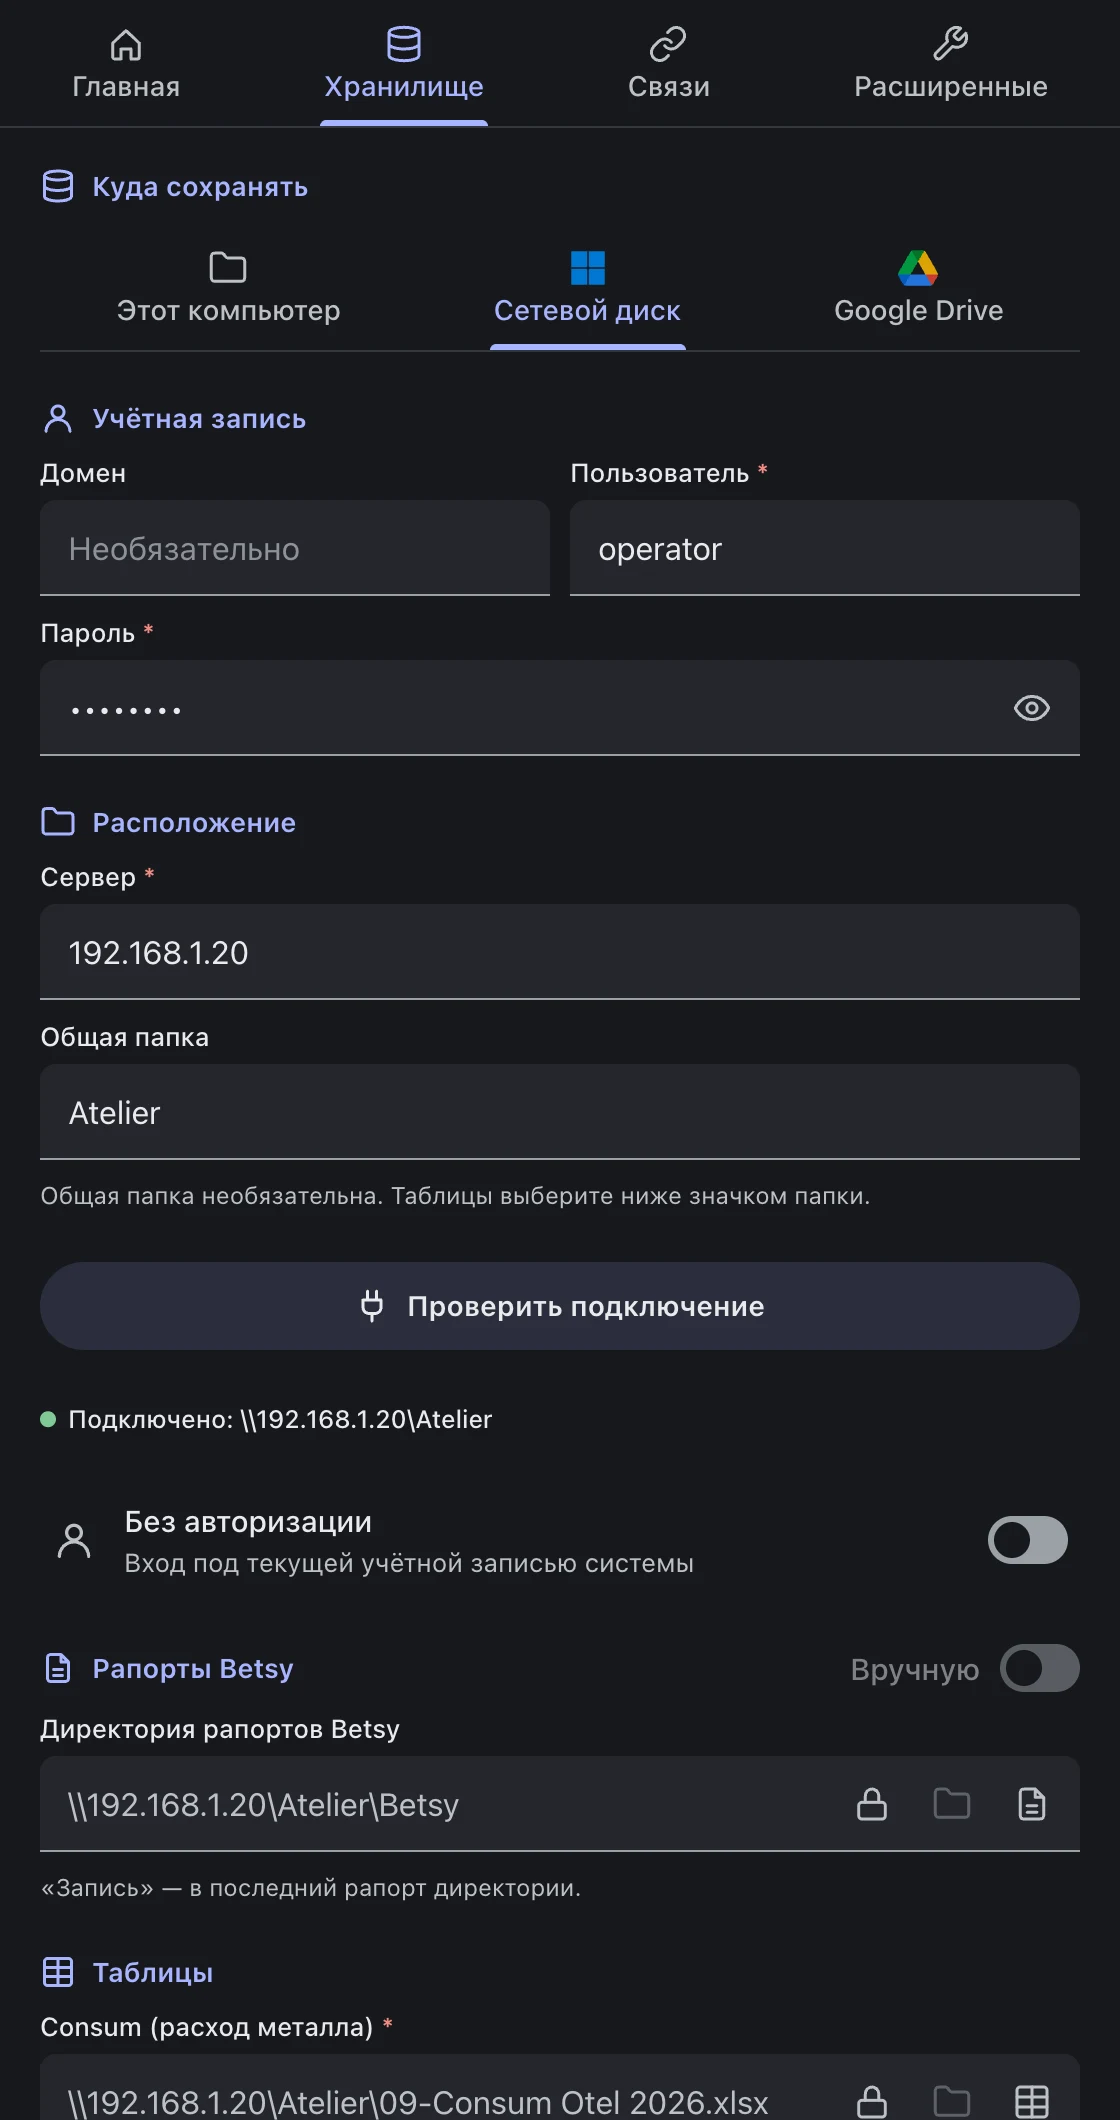 Главная
Хранилище
Связи
Расширенные
Куда сохранять
Этот компьютер
Сетевой диск
Google Drive
Учётная запись
Домен
Пользователь *
Необязательно
operator
Пароль *
••••••••
Расположение
Сервер *
192.168.1.20
Общая папка
Atelier
Общая папка необязательна. Таблицы выберите ниже значком папки.
Проверить подключение
Подключено: \\192.168.1.20\Atelier
Без авторизации
Вход под текущей учётной записью системы
Рапорты Betsy
Вручную
Директория рапортов Betsy
\\192.168.1.20\Atelier\Betsy
«Запись» — в последний рапорт директории.
Таблицы
Consum (расход металла) *
\\192.168.1.20\Atelier\09-Consum Otel 2026.xlsx